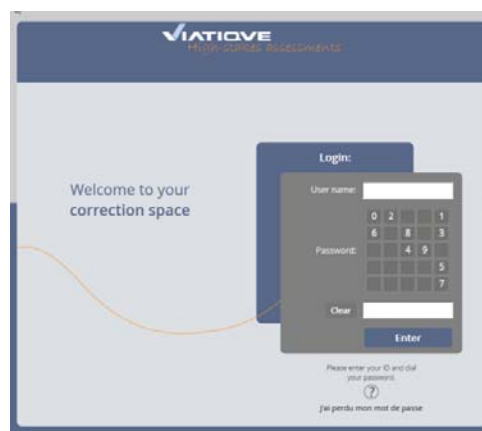 VIATIQUE
High-stakes assessments
Login:
Welcome to your
correction space
User name:
Password:
0 2 1
6 8 3
4 9
5
7
Clear
Enter
Please enter your ID and dial
your password.
?
J'ai perdu mon mot de passe